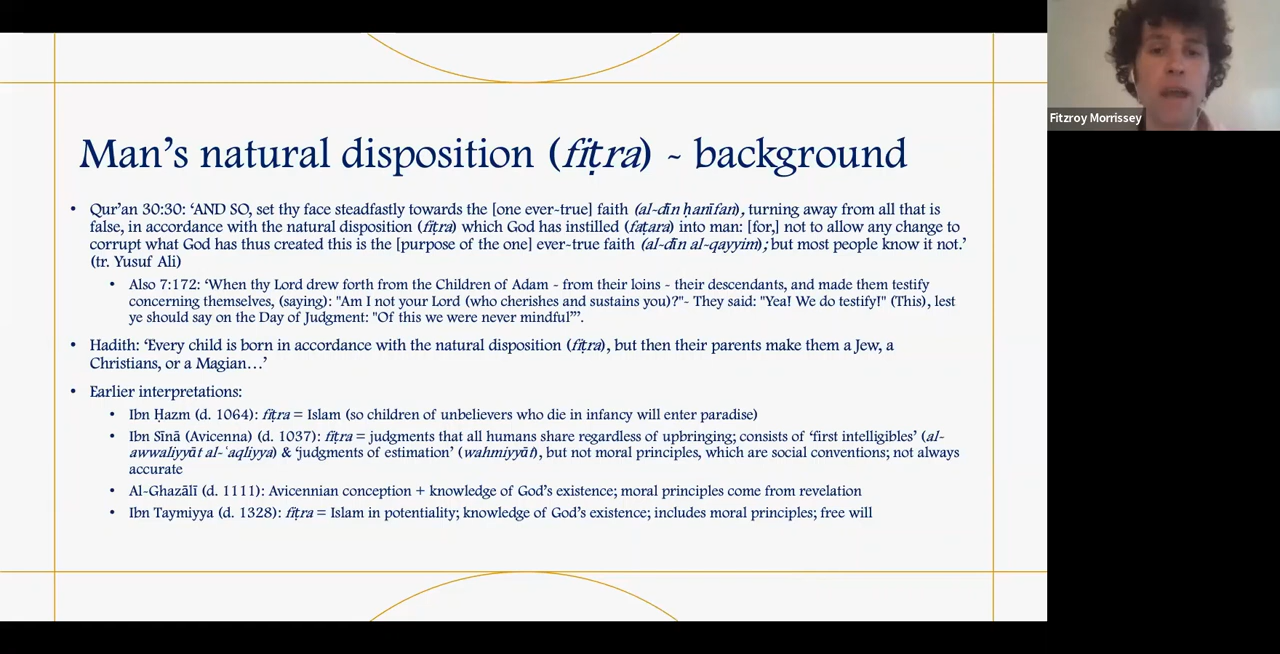 Man's natural disposition (fiṭra) - background
• Qur'an 30:30: 'AND SO, set thy face steadfastly towards the [one ever-true] faith (al-dīn ḥanīfan), turning away from all that is
false, in accordance with the natural disposition (fiṭra) which God has instilled (faṭara) into man: [for,] not to allow any change to
corrupt what God has thus created this is the [purpose of the one] ever-true faith (al-dīn al-qayyim); but most people know it not.'
(tr. Yusuf Ali)
• Also 7:172: 'When thy Lord drew forth from the Children of Adam - from their loins - their descendants, and made them testify
concerning themselves, (saying): "Am I not your Lord (who cherishes and sustains you)?"- They said: "Yea! We do testify!" (This), lest
ye should say on the Day of Judgment: "Of this we were never mindful"'.
• Hadith: 'Every child is born in accordance with the natural disposition (fiṭra), but then their parents make them a Jew, a
Christians, or a Magian…'
• Earlier interpretations:
• Ibn Ḥazm (d. 1064): fiṭra = Islam (so children of unbelievers who die in infancy will enter paradise)
• Ibn Sīnā (Avicenna) (d. 1037): fiṭra = judgments that all humans share regardless of upbringing; consists of 'first intelligibles' (al-
awwaliyyāt al-ʿaqliyya) & 'judgments of estimation' (wahmiyyāt), but not moral principles, which are social conventions; not always
accurate
• Al-Ghazālī (d. 1111): Avicennian conception + knowledge of God's existence; moral principles come from revelation
• Ibn Taymiyya (d. 1328): fiṭra = Islam in potentiality; knowledge of God's existence; includes moral principles; free will
Fitzroy Morrissey